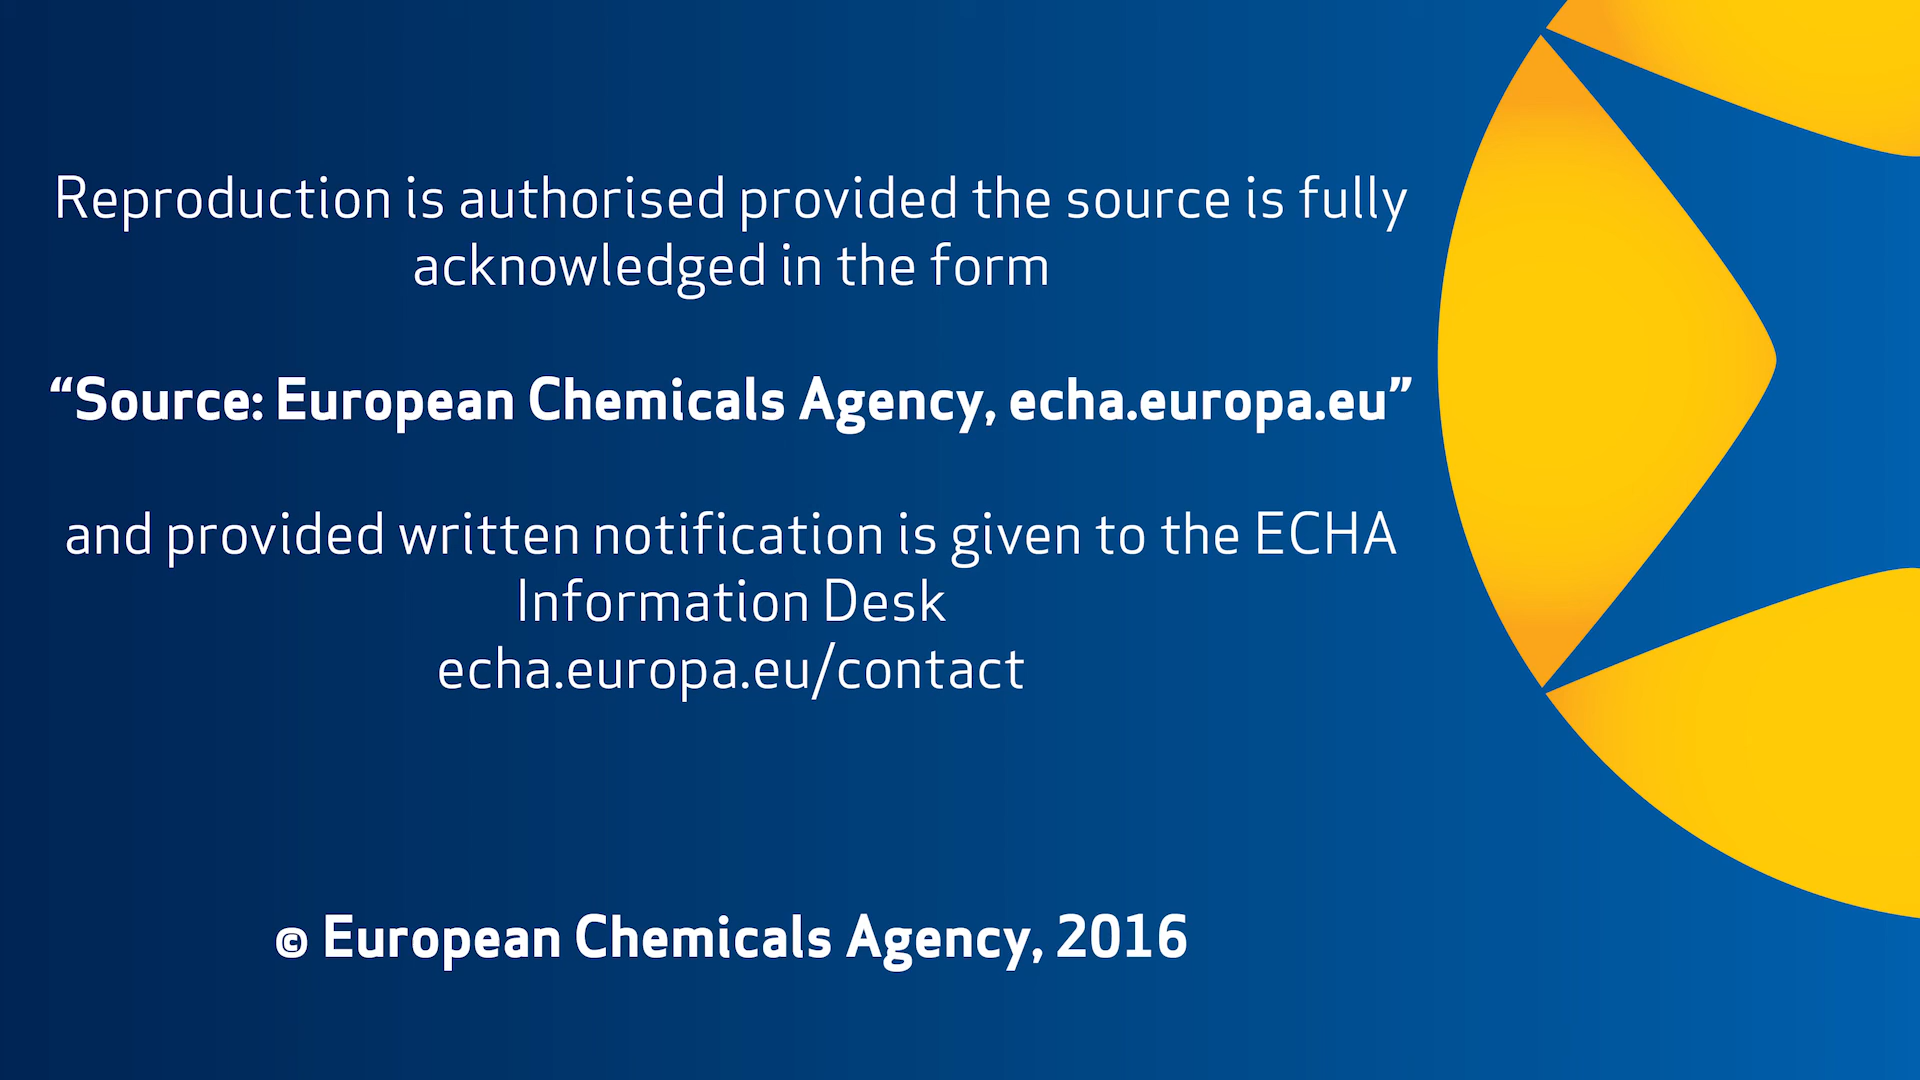 Reproduction is authorised provided the source is fully
acknowledged in the form
“Source: European Chemicals Agency, echa.europa.eu”
and provided written notification is given to the ECHA
Information Desk
echa.europa.eu/contact
© European Chemicals Agency, 2016